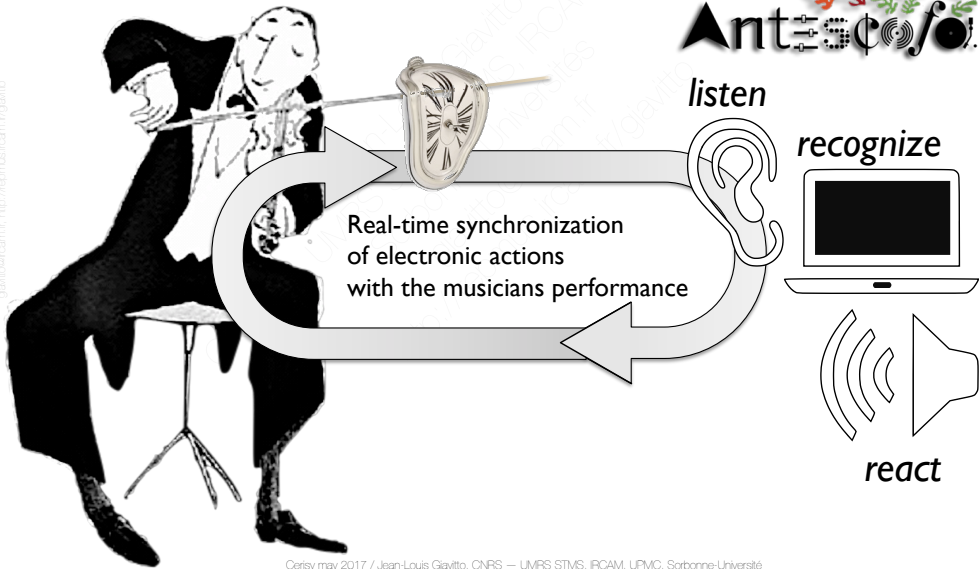 Antescofo
listen
recognize
Real-time synchronization
of electronic actions
with the musicians performance
react
Cerisy may 2017 / Jean-Louis Giavitto, CNRS — UMRS STMS, IRCAM, UPMC, Sorbonne-Université